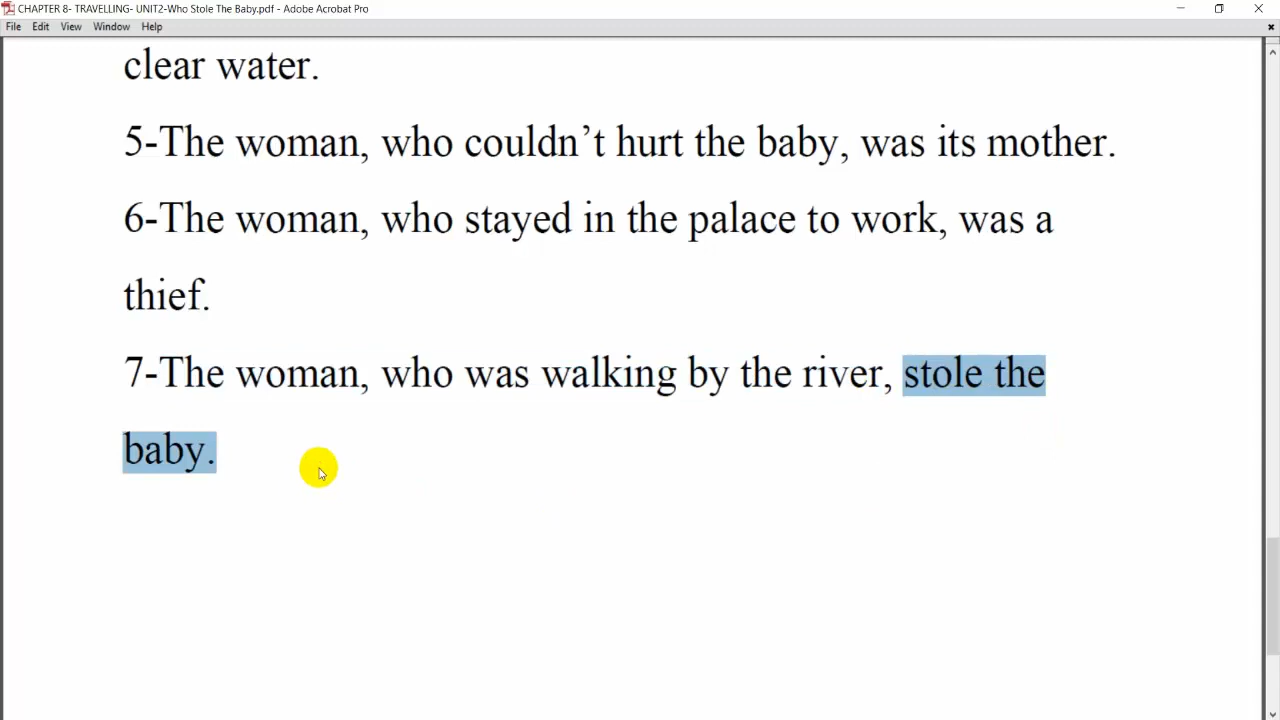 CHAPTER 8- TRAVELLING- UNIT2-Who Stole The Baby.pdf - Adobe Acrobat Pro
File Edit View Window Help
clear water.
5-The woman, who couldn’t hurt the baby, was its mother.
6-The woman, who stayed in the palace to work, was a
thief.
7-The woman, who was walking by the river, stole the
baby.